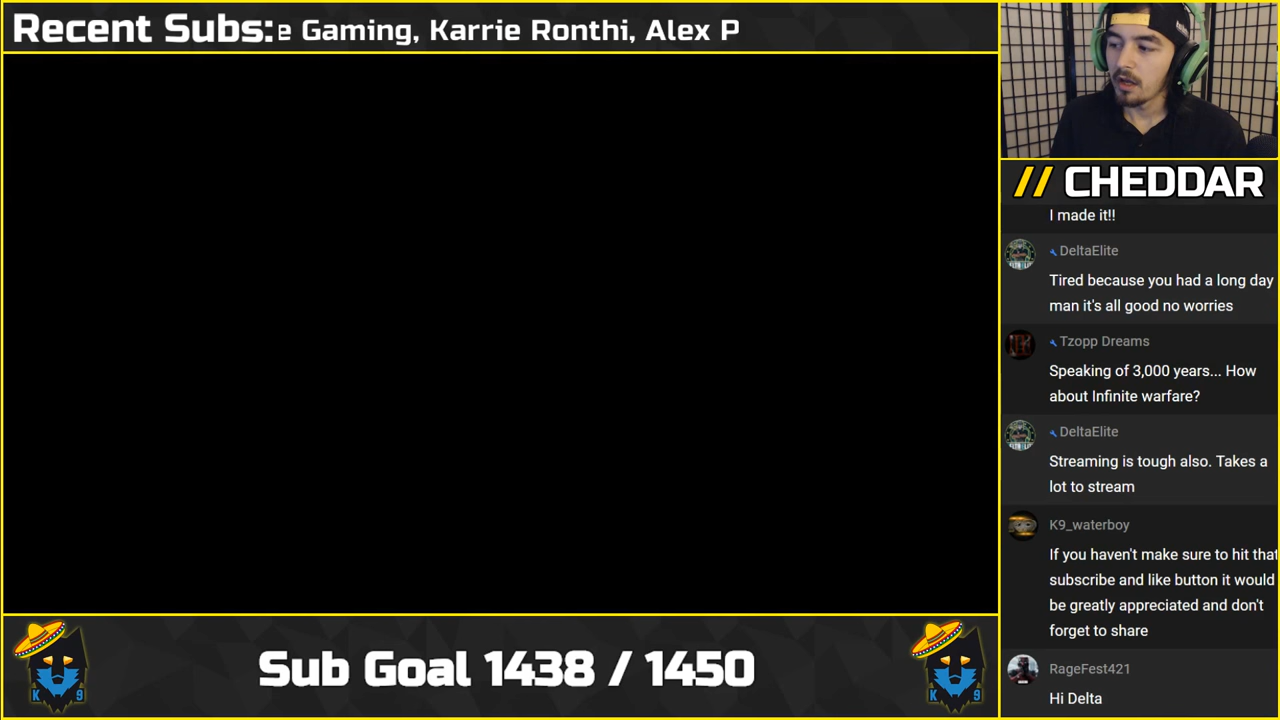 Recent Subs:e Gaming, Karrie Ronthi, Alex P
// CHEDDAR
I made it!!
DeltaElite
Tired because you had a long day
man it's all good no worries
Tzopp Dreams
Speaking of 3,000 years... How
about Infinite warfare?
DeltaElite
Streaming is tough also. Takes a
lot to stream
K9_waterboy
If you haven't make sure to hit that
subscribe and like button it would
be greatly appreciated and don't
forget to share
RageFest421
Hi Delta
K 9
Sub Goal 1438 / 1450
K 9